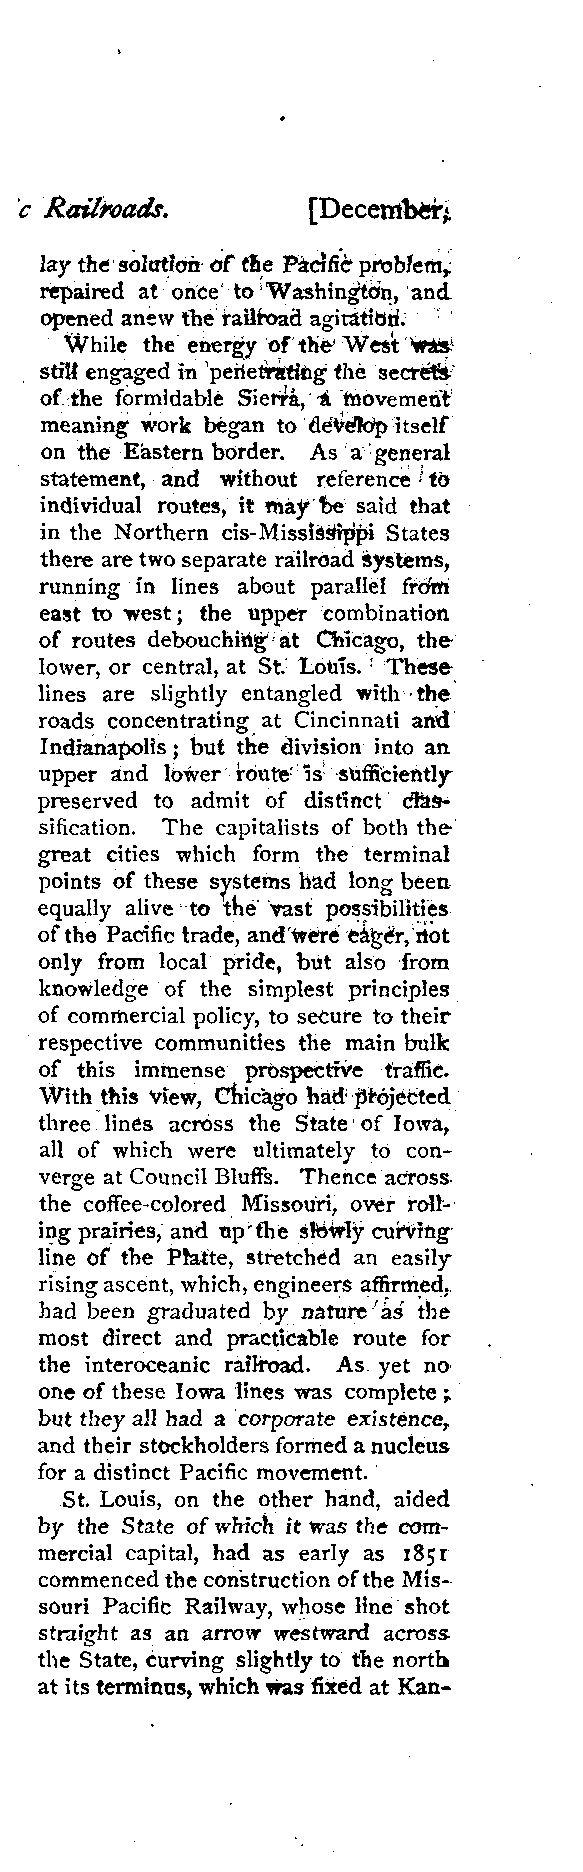 c Railroads. [December,
lay the solution of the Pacific problem,
repaired at once to Washington, and
opened anew the railroad agitation.
While the energy of the West was
still engaged in penetrating the secrets
of the formidable Sierra, a movement
meaning work began to develop itself
on the Eastern border. As a general
statement, and without reference to
individual routes, it may be said that
in the Northern cis-Mississippi States
there are two separate railroad systems,
running in lines about parallel from
east to west; the upper combination
of routes debouching at Chicago, the
lower, or central, at St. Louis. These
lines are slightly entangled with the
roads concentrating at Cincinnati and
Indianapolis; but the division into an
upper and lower route is sufficiently
preserved to admit of distinct clas-
sification. The capitalists of both the
great cities which form the terminal
points of these systems had long been
equally alive to the vast possibilities
of the Pacific trade, and were eager, not
only from local pride, but also from
knowledge of the simplest principles
of commercial policy, to secure to their
respective communities the main bulk
of this immense prospective traffic.
With this view, Chicago had projected
three lines across the State of Iowa,
all of which were ultimately to con-
verge at Council Bluffs. Thence across
the coffee-colored Missouri, over roll-
ing prairies, and up the slowly curving
line of the Platte, stretched an easily
rising ascent, which, engineers affirmed,
had been graduated by nature as the
most direct and practicable route for
the interoceanic railroad. As yet no
one of these Iowa lines was complete;
but they all had a corporate existence,
and their stockholders formed a nucleus
for a distinct Pacific movement.
St. Louis, on the other hand, aided
by the State of which it was the com-
mercial capital, had as early as 1851
commenced the construction of the Mis-
souri Pacific Railway, whose line shot
straight as an arrow westward across
the State, curving slightly to the north
at its terminus, which was fixed at Kan-